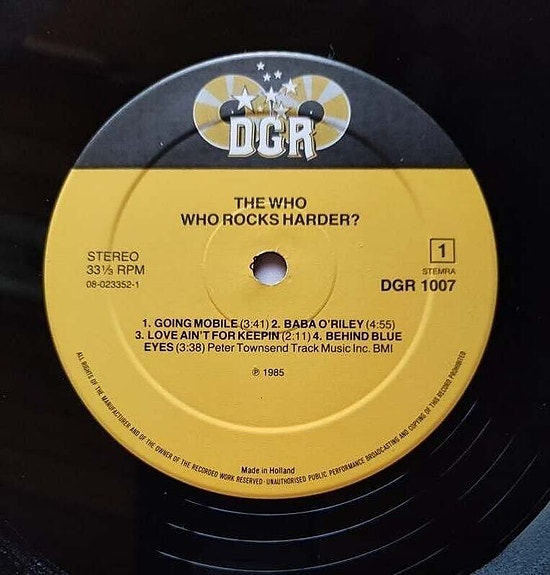 DGR
THE WHO
WHO ROCKS HARDER?
STEREO
33⅓ RPM
08-023352-1
1
STEMRA
DGR 1007
1. GOING MOBILE (3:41) 2. BABA O'RILEY (4:55)
3. LOVE AIN'T FOR KEEPIN' (2:11) 4. BEHIND BLUE
EYES (3:38) Peter Townsend Track Music Inc. BMI
℗ 1985
Made in Holland
ALL RIGHTS OF THE MANUFACTURER AND OF THE OWNER OF THE RECORDED WORK RESERVED · UNAUTHORISED PUBLIC PERFORMANCE BROADCASTING AND COPYING OF THIS RECORD PROHIBITED